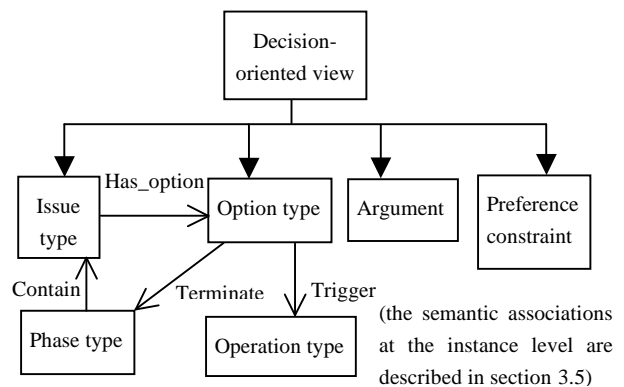 Decision-
oriented view
Has_option
Issue
type
Option type
Argument
Preference
constraint
Contain
Terminate
Trigger
Phase type
Operation type
(the semantic associations
at the instance level are
described in section 3.5)